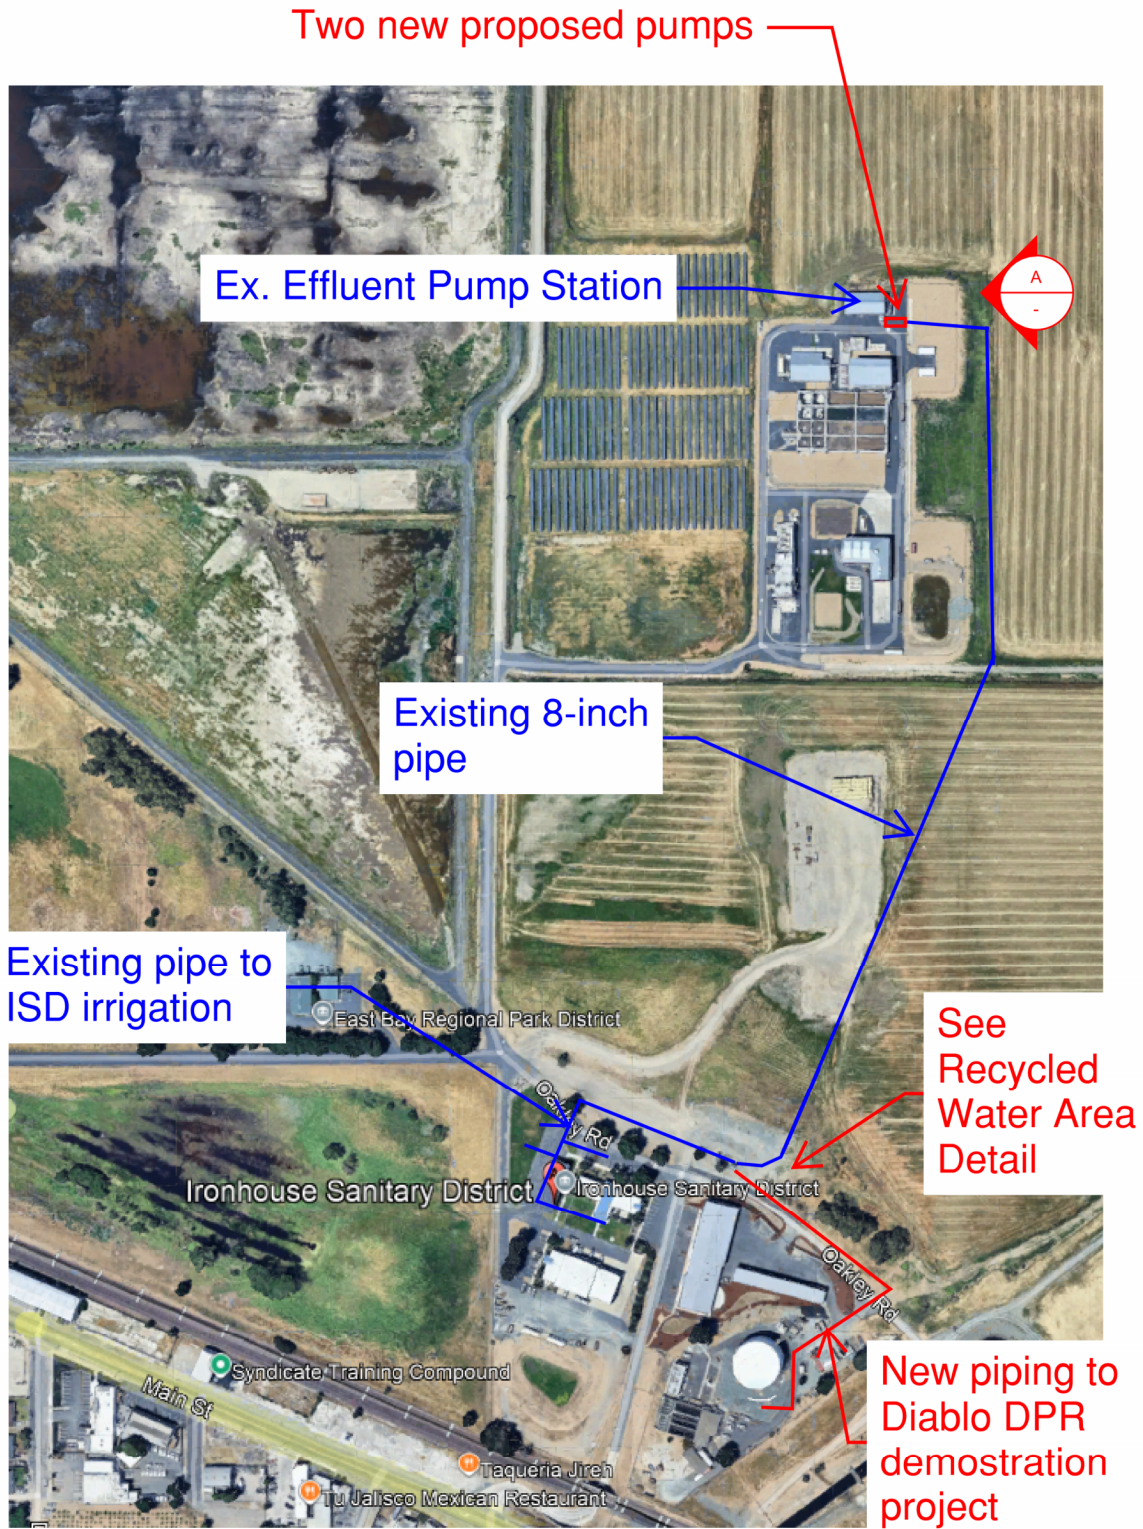 Two new proposed pumps
Ex. Effluent Pump Station
A
-
Existing 8-inch
pipe
Existing pipe to
ISD irrigation
East Bay Regional Park District
See
Recycled
Water Area
Detail
Oakley Rd
Ironhouse Sanitary District
Ironhouse Sanitary District
Oakley Rd
New piping to
Diablo DPR
demostration
project
Syndicate Training Compound
Main St
Taqueria Jireh
Tu Jalisco Mexican Restaurant